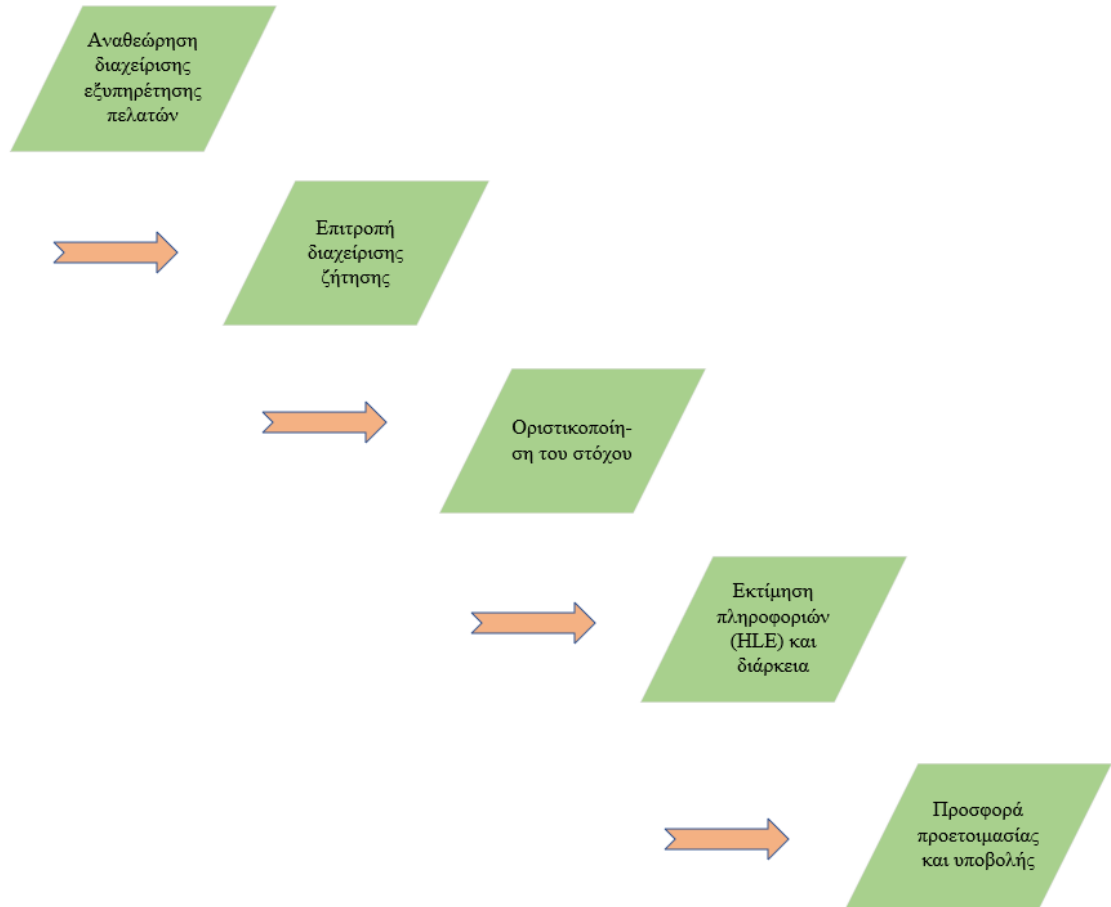 Αναθεώρηση
διαχείρισης
εξυπηρέτησης
πελατών
Επιτροπή
διαχείρισης
ζήτησης
Οριστικοποίη-
ση του στόχου
Εκτίμηση
πληροφοριών
(HLE) και
διάρκεια
Προσφορά
προετοιμασίας
και υποβολής